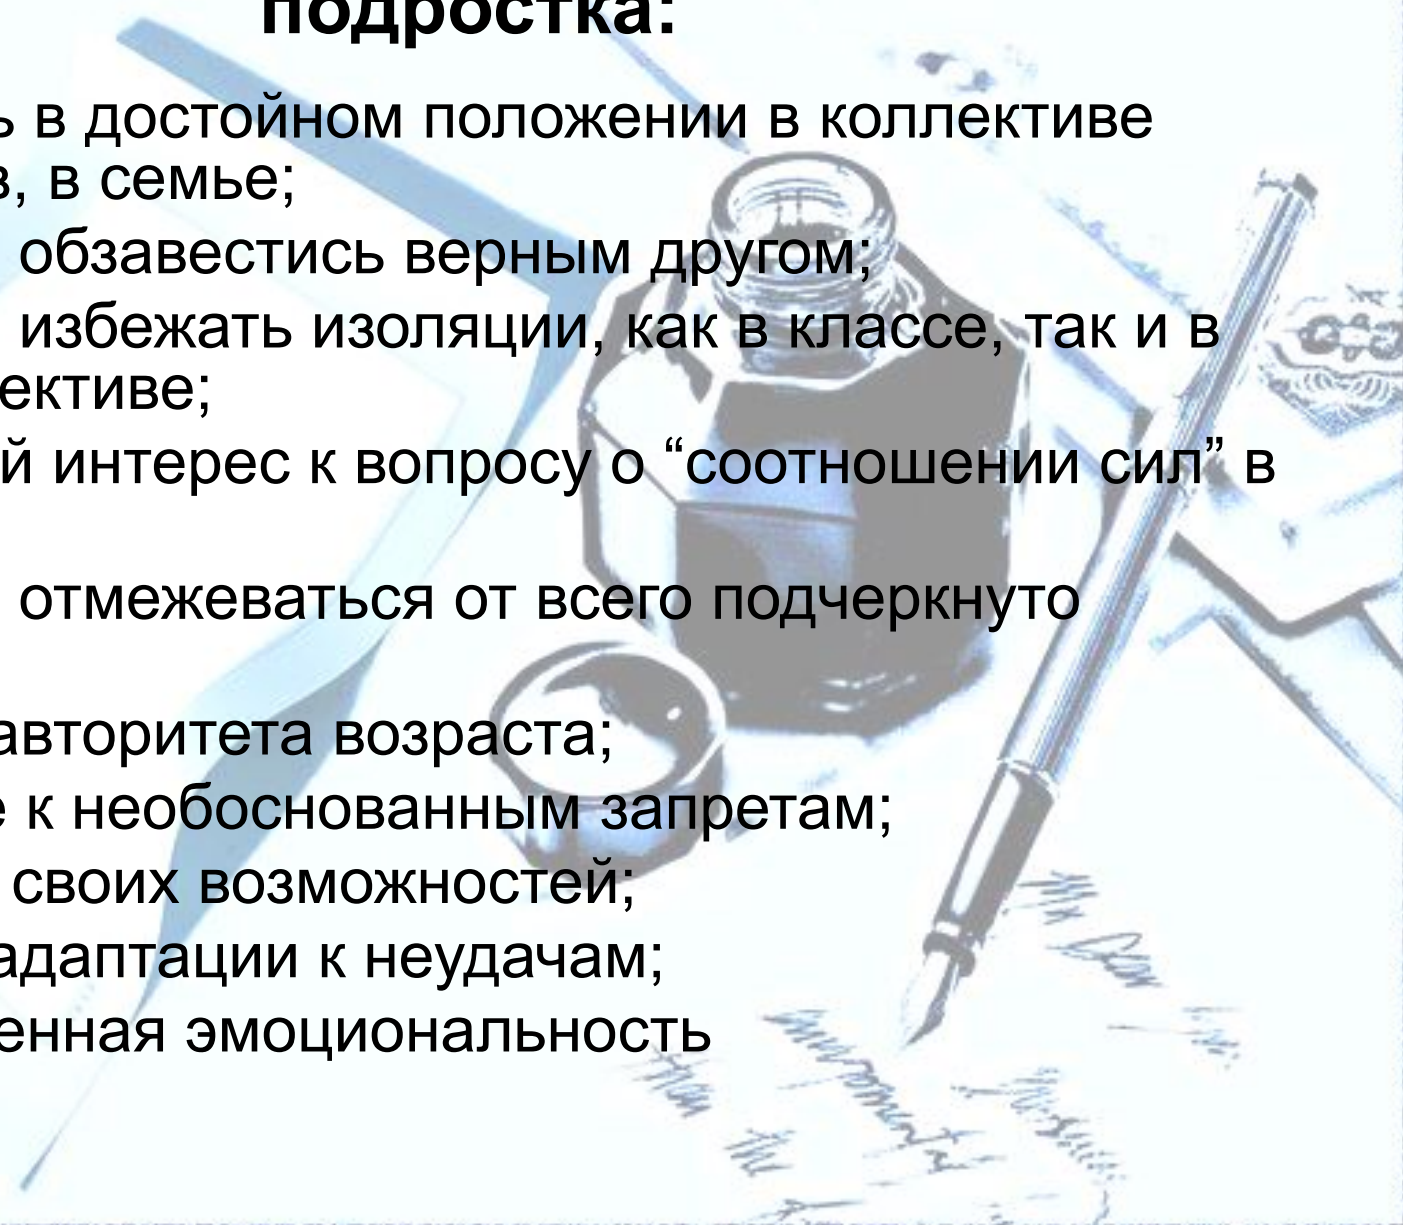 подростка:
ь в достойном положении в коллективе
в, в семье;
обзавестись верным другом;
избежать изоляции, как в классе, так и в
ективе;
й интерес к вопросу о “соотношении сил” в
отмежеваться от всего подчеркнуто
авторитета возраста;
е к необоснованным запретам;
своих возможностей;
адаптации к неудачам;
енная эмоциональность
the